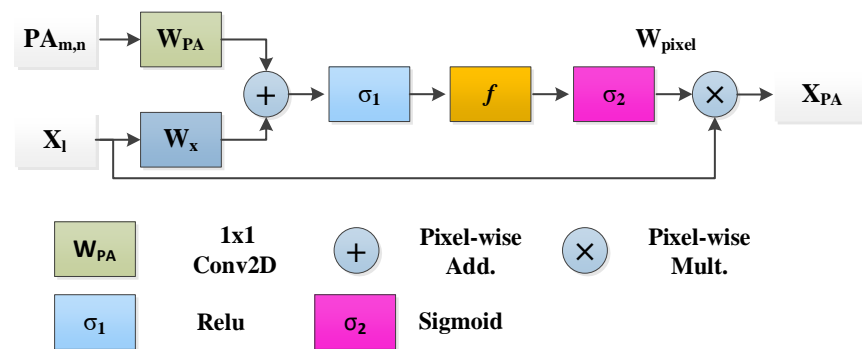 PAm,n
WPA
Wpixel
+
σ1
f
σ2
×
XPA
Xl
Wx
WPA
1x1
Conv2D
+
Pixel-wise
Add.
×
Pixel-wise
Mult.
σ1
Relu
σ2
Sigmoid